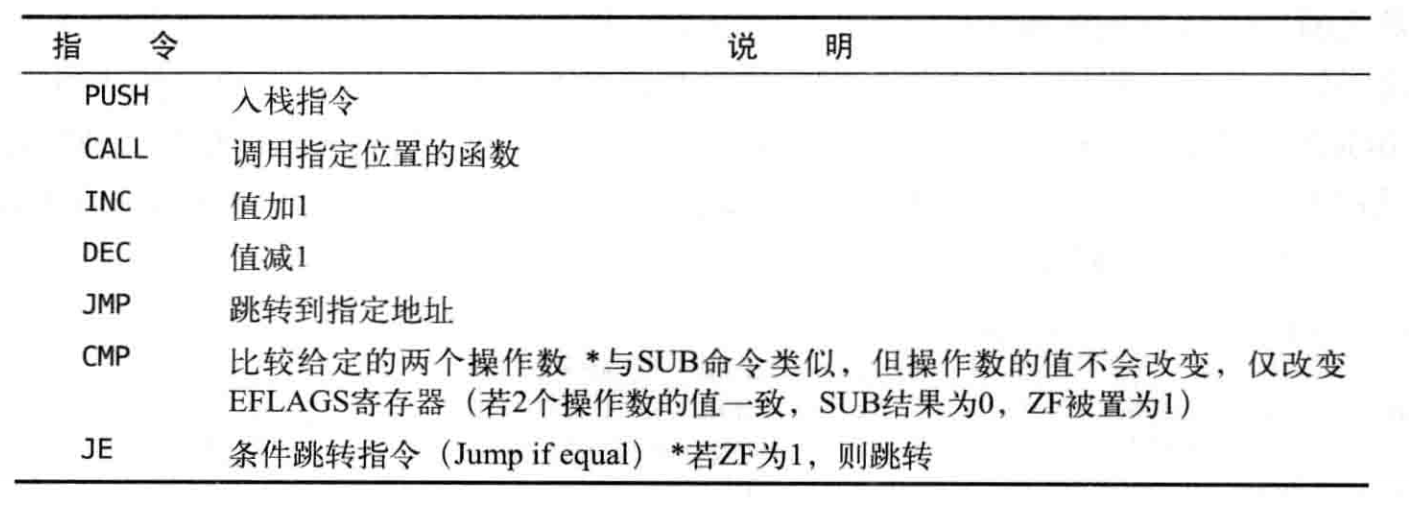 指 令 说 明
PUSH 入栈指令
CALL 调用指定位置的函数
INC 值加1
DEC 值减1
JMP 跳转到指定地址
CMP 比较给定的两个操作数 *与SUB命令类似，但操作数的值不会改变，仅改变
EFLAGS寄存器（若2个操作数的值一致，SUB结果为0，ZF被置为1）
JE 条件跳转指令（Jump if equal）*若ZF为1，则跳转